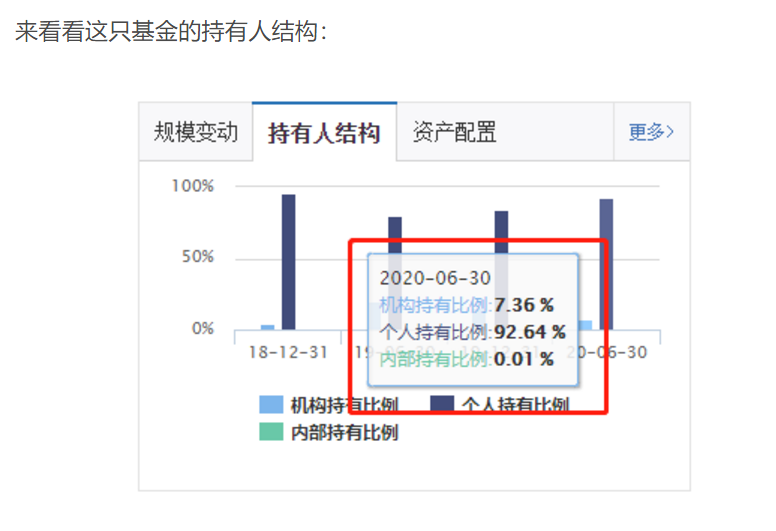 来看看这只基金的持有人结构：
规模变动 持有人结构 资产配置 更多>
100%
50%
0%
2020-06-30
机构持有比例:7.36 %
个人持有比例:92.64 %
内部持有比例:0.01 %
18-12-31 20-06-30
机构持有比例 个人持有比例
内部持有比例